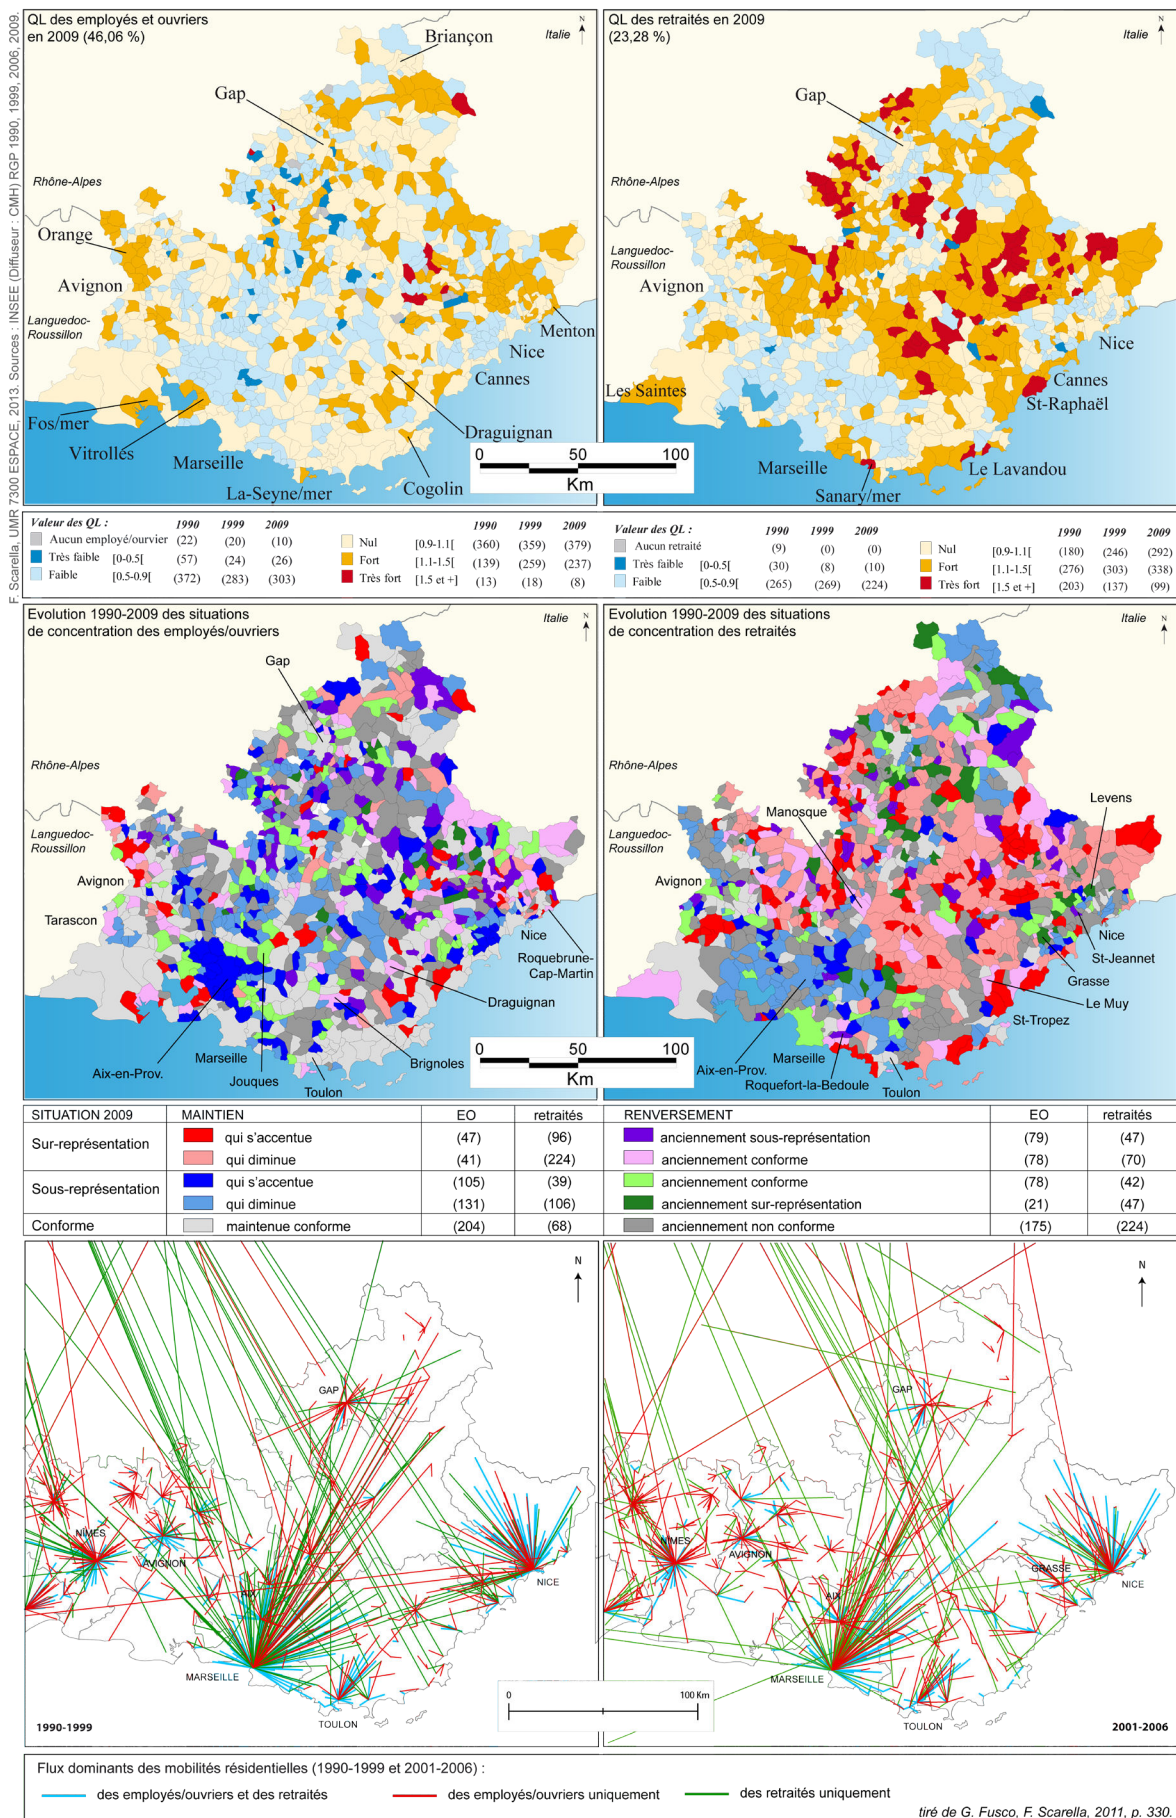 F. Scarella, UMR 7300 ESPACE, 2013. Sources : INSEE (Diffuseur : CMH) RGP 1990, 1999, 2006, 2009.
QL des employés et ouvriers
en 2009 (46,06 %)
Italie
N
Briançon
Gap
Rhône-Alpes
Orange
Avignon
Languedoc-
Roussillon
Menton
Nice
Cannes
Fos/mer
Draguignan
Vitrolles
Marseille
La-Seyne/mer
Cogolin
0 50 100
Km
QL des retraités en 2009
(23,28 %)
Italie
N
Gap
Rhône-Alpes
Languedoc-
Roussillon
Avignon
Nice
Les Saintes
Cannes
St-Raphaël
Marseille
Le Lavandou
Sanary/mer
Valeur des QL : 1990 1999 2009
Aucun employé/ourvier (22) (20) (10)
Très faible [0-0.5[ (57) (24) (26)
Faible [0.5-0.9[ (372) (283) (303)
1990 1999 2009
Nul [0.9-1.1[ (360) (359) (379)
Fort [1.1-1.5[ (139) (259) (237)
Très fort [1.5 et +] (13) (18) (8)
Valeur des QL : 1990 1999 2009
Aucun retraité (9) (0) (0)
Très faible [0-0.5[ (30) (8) (10)
Faible [0.5-0.9[ (265) (269) (224)
1990 1999 2009
Nul [0.9-1.1[ (180) (246) (292)
Fort [1.1-1.5[ (276) (303) (338)
Très fort [1.5 et +] (203) (137) (99)
Evolution 1990-2009 des situations
de concentration des employés/ouvriers
Italie
N
Gap
Rhône-Alpes
Languedoc-
Roussillon
Avignon
Tarascon
Nice
Roquebrune-
Cap-Martin
Draguignan
Marseille
Brignoles
Aix-en-Prov.
Jouques
Toulon
0 50 100
Km
Evolution 1990-2009 des situations
de concentration des retraités
Italie
N
Rhône-Alpes
Levens
Manosque
Languedoc-
Roussillon
Avignon
Nice
St-Jeannet
Grasse
Le Muy
St-Tropez
Marseille
Aix-en-Prov.
Roquefort-la-Bedoule
Toulon
SITUATION 2009 MAINTIEN EO retraités RENVERSEMENT EO retraités
Sur-représentation qui s'accentue (47) (96) anciennement sous-représentation (79) (47)
qui diminue (41) (224) anciennement conforme (78) (70)
Sous-représentation qui s'accentue (105) (39) anciennement conforme (78) (42)
qui diminue (131) (106) anciennement sur-représentation (21) (47)
Conforme maintenue conforme (204) (68) anciennement non conforme (175) (224)
N
GAP
NÎMES
AVIGNON
AIX
NICE
MARSEILLE
TOULON
1990-1999
0 100 Km
N
GAP
NIMES
AVIGNON
GRASSE
NICE
AIX
MARSEILLE
TOULON
2001-2006
Flux dominants des mobilités résidentielles (1990-1999 et 2001-2006) :
des employés/ouvriers et des retraités des employés/ouvriers uniquement des retraités uniquement
tiré de G. Fusco, F. Scarella, 2011, p. 330.